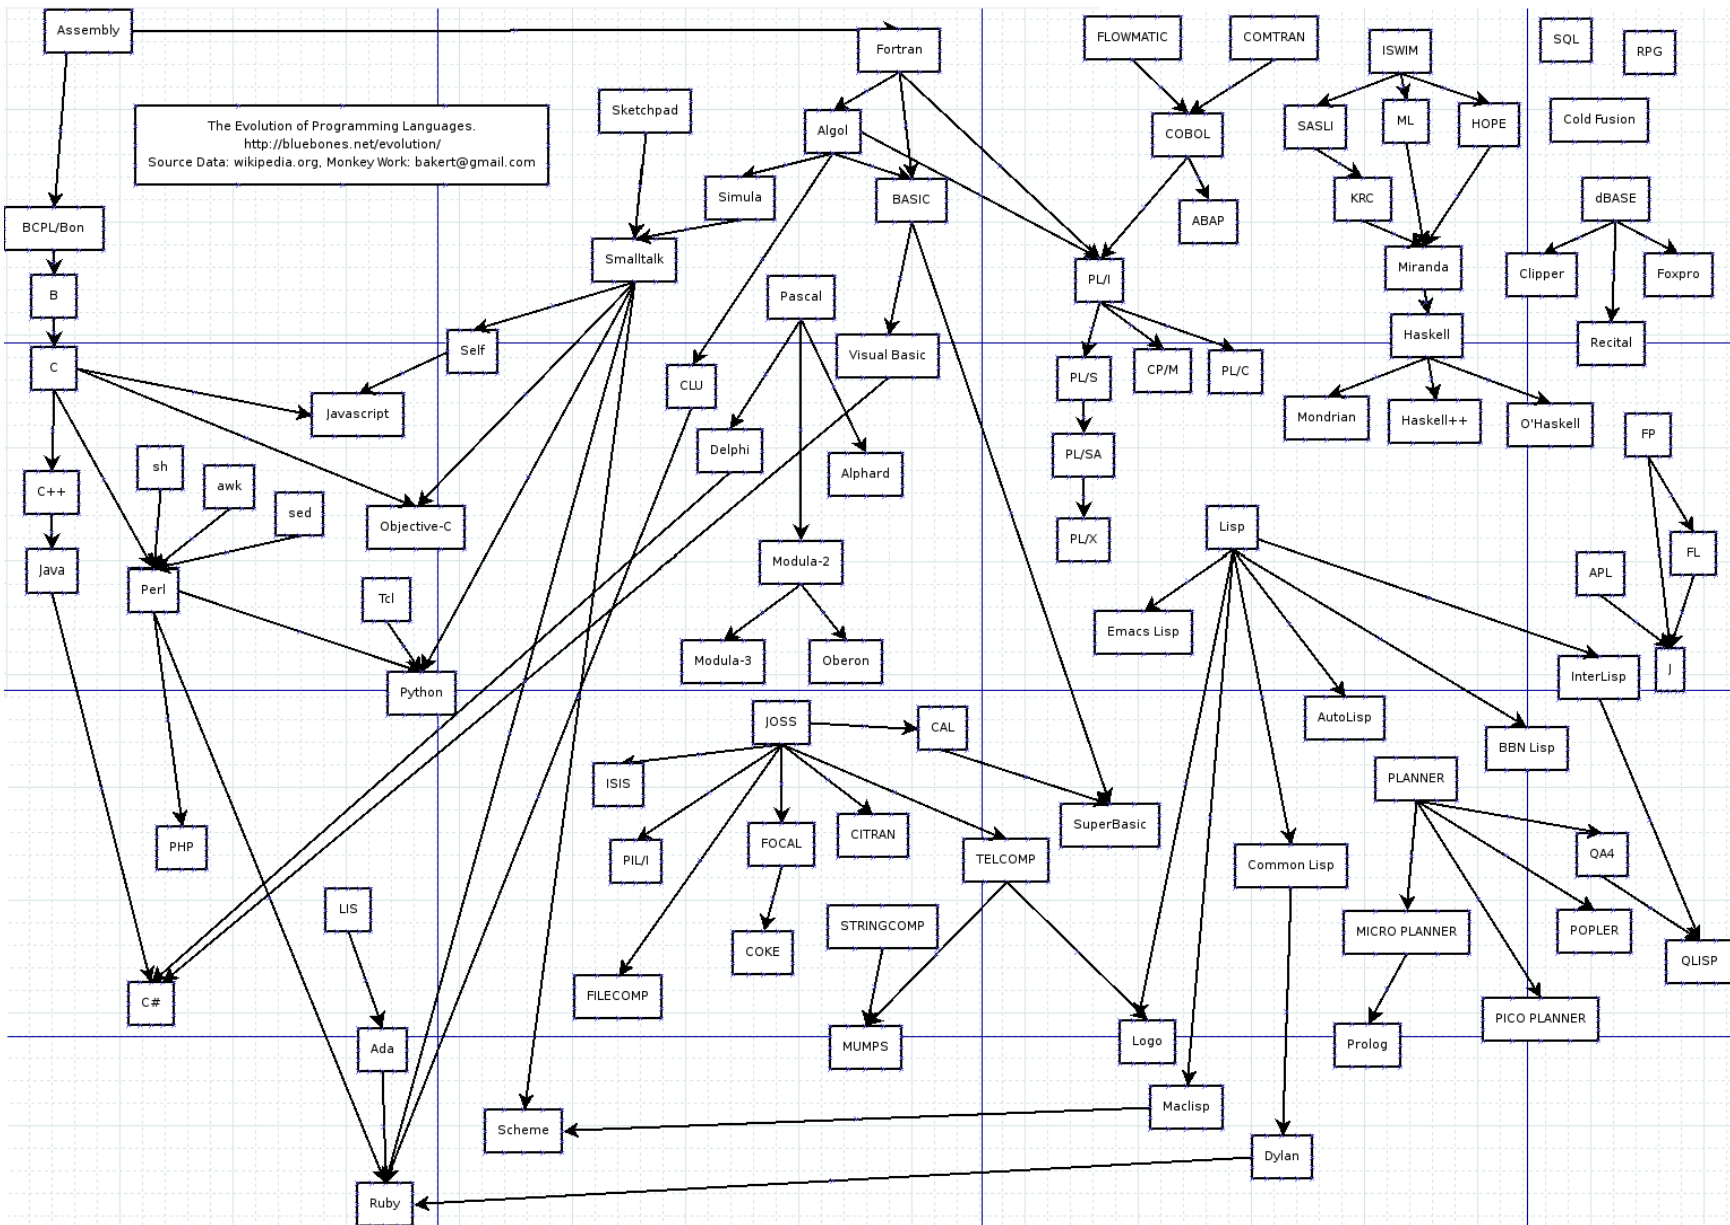 Assembly
Fortran
FLOWMATIC
COMTRAN
ISWIM
SQL
RPG
Sketchpad
Algol
COBOL
SASLI
ML
HOPE
Cold Fusion
The Evolution of Programming Languages.
http://bluebones.net/evolution/
Source Data: wikipedia.org, Monkey Work: bakert@gmail.com
Simula
BASIC
KRC
ABAP
dBASE
BCPL/Bon
Smalltalk
PL/I
Miranda
Clipper
Foxpro
B
Pascal
Haskell
Recital
Self
Visual Basic
C
CLU
PL/S
CP/M
PL/C
Javascript
Mondrian
Haskell++
O'Haskell
FP
Delphi
Alphard
PL/SA
sh
awk
C++
sed
Objective-C
PL/X
Lisp
Java
Perl
Modula-2
APL
FL
Tcl
Emacs Lisp
Modula-3
Oberon
InterLisp
J
Python
JOSS
CAL
AutoLisp
BBN Lisp
ISIS
PLANNER
SuperBasic
PHP
PIL/I
FOCAL
CITRAN
TELCOMP
Common Lisp
QA4
LIS
STRINGCOMP
MICRO PLANNER
POPLER
COKE
QLISP
C#
FILECOMP
PICO PLANNER
Ada
MUMPS
Logo
Prolog
Scheme
Maclisp
Dylan
Ruby